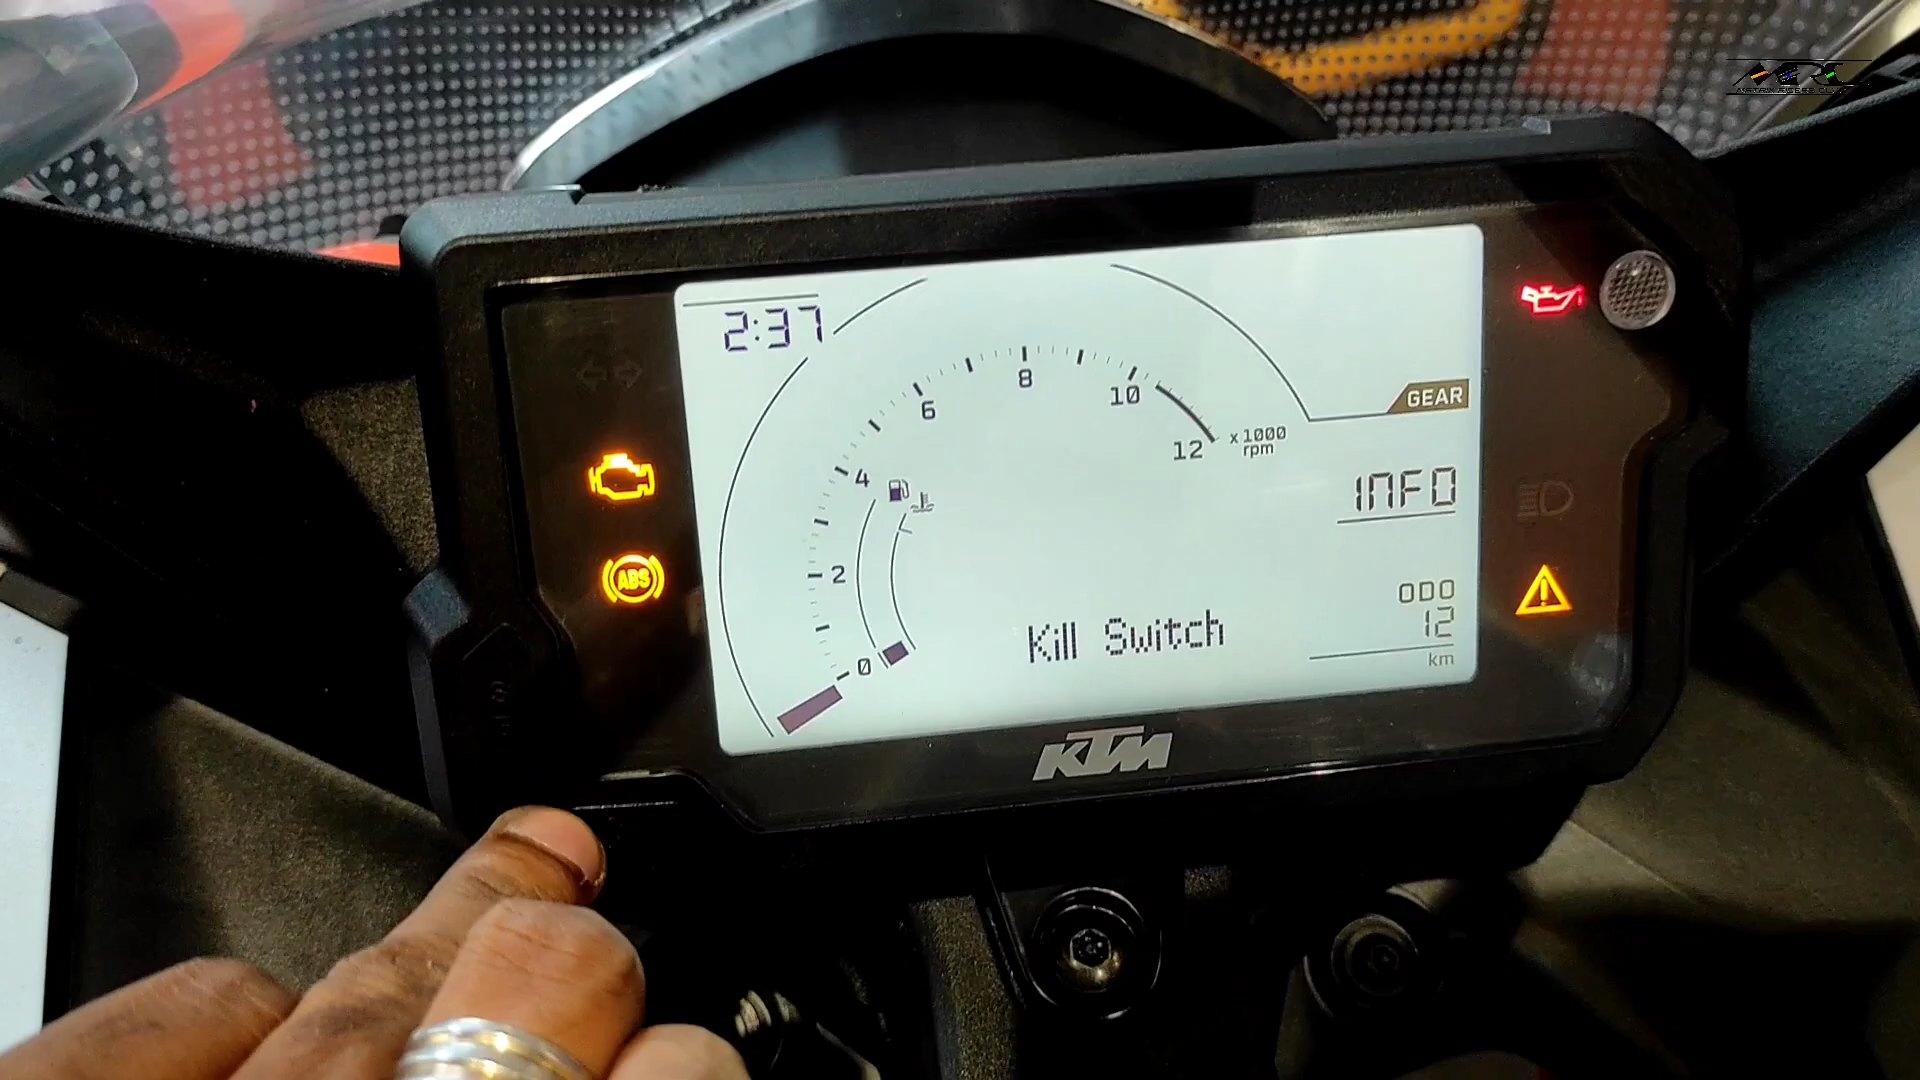 2:37
8
6
10
12
x1000
rpm
GEAR
4
INFO
2
ODO
12
km
0
Kill Switch
ABS
KTM